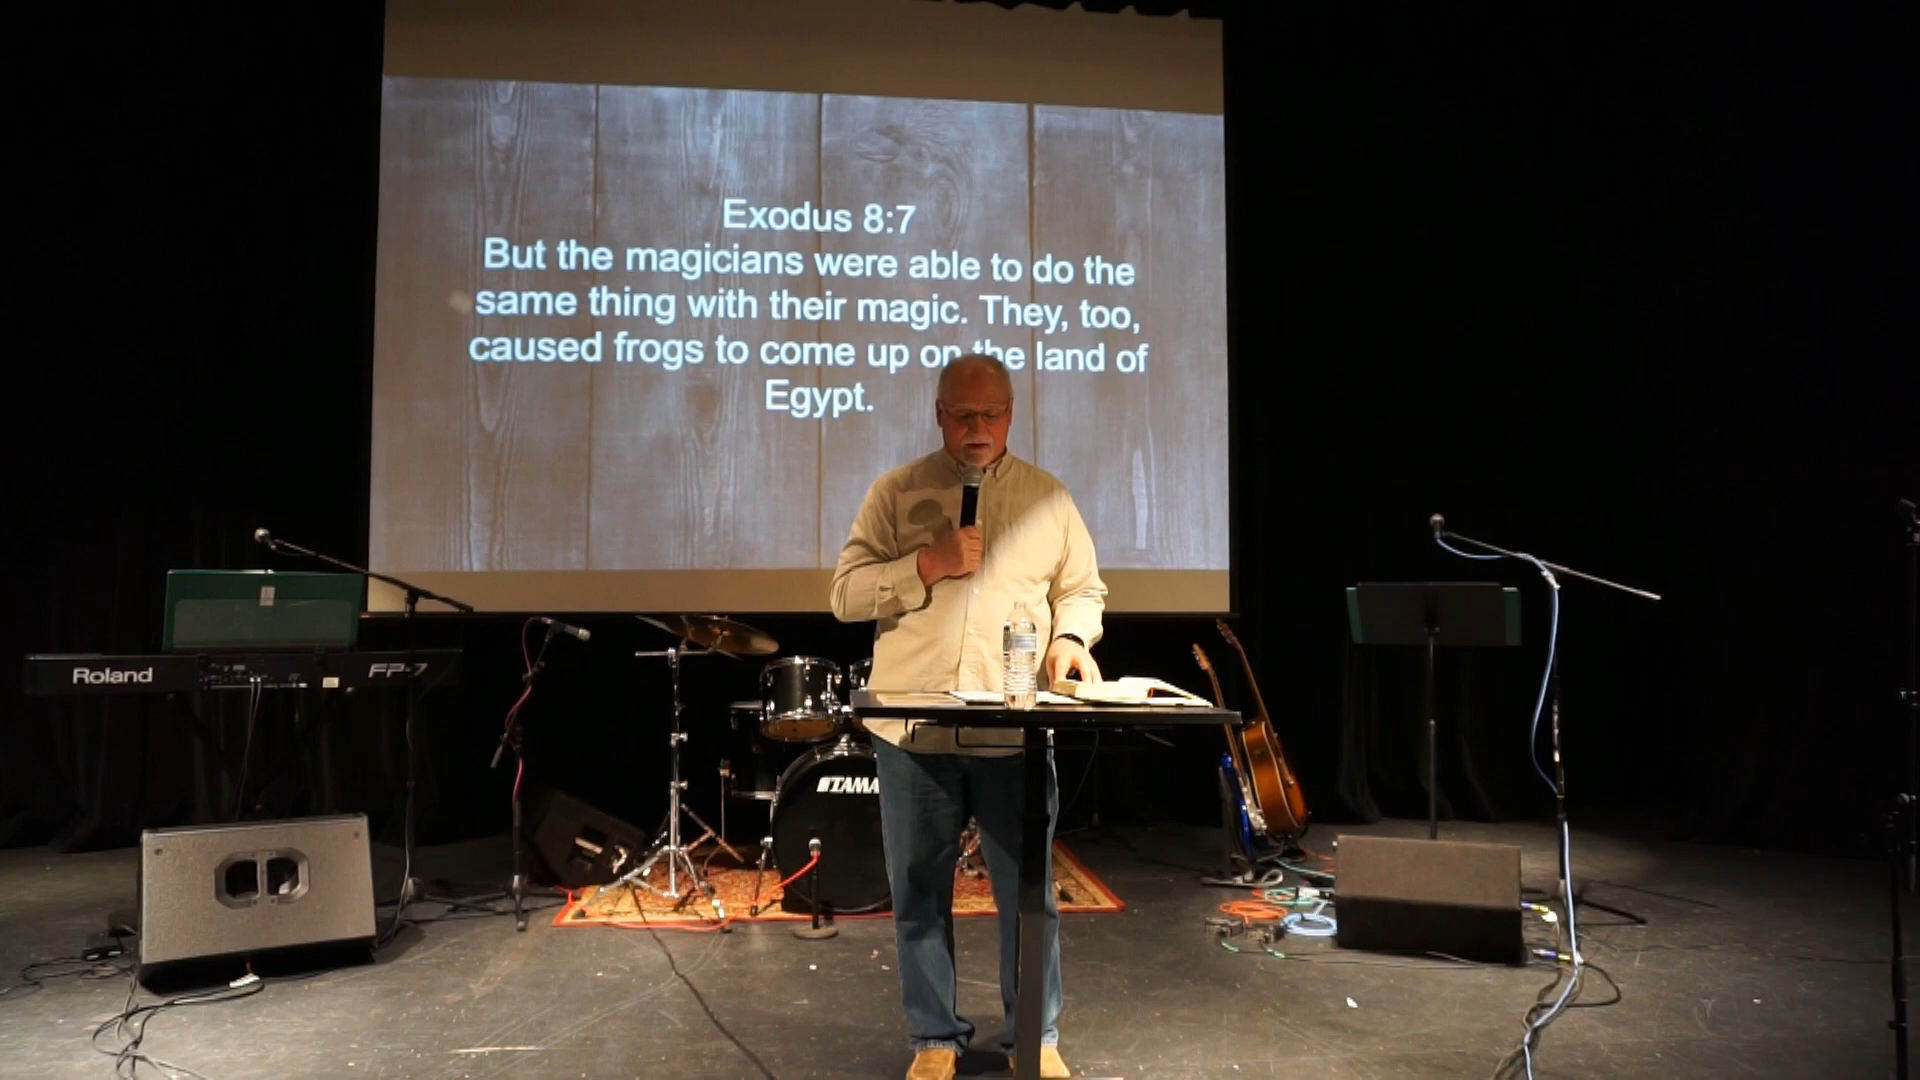 Exodus 8:7
But the magicians were able to do the
same thing with their magic. They, too,
caused frogs to come up on the land of
Egypt.
Roland
FP-7
TAMA